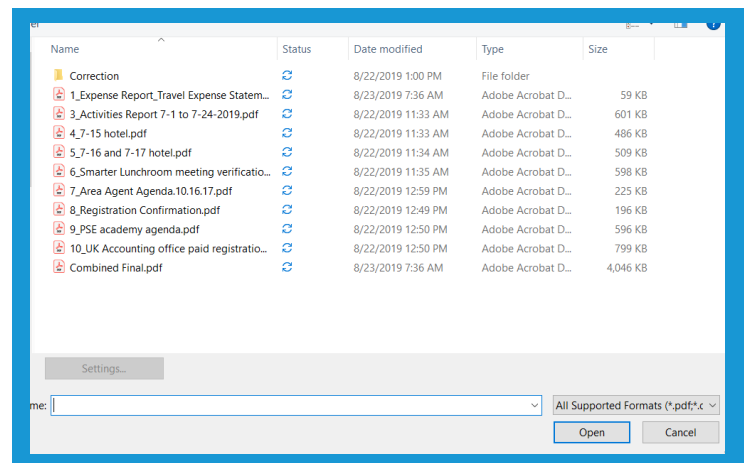 er
Name Status Date modified Type Size
Correction 8/22/2019 1:00 PM File folder
1_Expense Report_Travel Expense Statem... 8/23/2019 7:36 AM Adobe Acrobat D... 59 KB
3_Activities Report 7-1 to 7-24-2019.pdf 8/22/2019 11:33 AM Adobe Acrobat D... 601 KB
4_7-15 hotel.pdf 8/22/2019 11:33 AM Adobe Acrobat D... 486 KB
5_7-16 and 7-17 hotel.pdf 8/22/2019 11:34 AM Adobe Acrobat D... 509 KB
6_Smarter Lunchroom meeting verificatio... 8/22/2019 11:35 AM Adobe Acrobat D... 598 KB
7_Area Agent Agenda.10.16.17.pdf 8/22/2019 12:59 PM Adobe Acrobat D... 225 KB
8_Registration Confirmation.pdf 8/22/2019 12:49 PM Adobe Acrobat D... 196 KB
9_PSE academy agenda.pdf 8/22/2019 12:50 PM Adobe Acrobat D... 596 KB
10_UK Accounting office paid registratio... 8/22/2019 12:50 PM Adobe Acrobat D... 799 KB
Combined Final.pdf 8/23/2019 7:36 AM Adobe Acrobat D... 4,046 KB
Settings...
me: All Supported Formats (*.pdf;*.c
Open Cancel